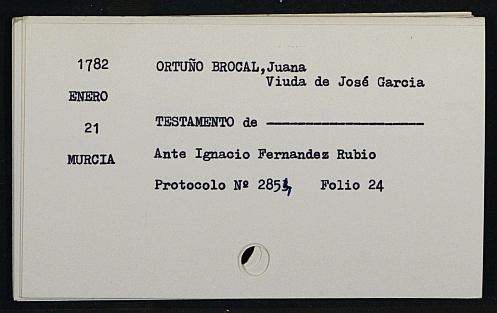 1782 ORTUÑO BROCAL, Juana
Viuda de José Garcia
ENERO
21 TESTAMENTO de
MURCIA Ante Ignacio Fernandez Rubio
Protocolo Nº Folio 24